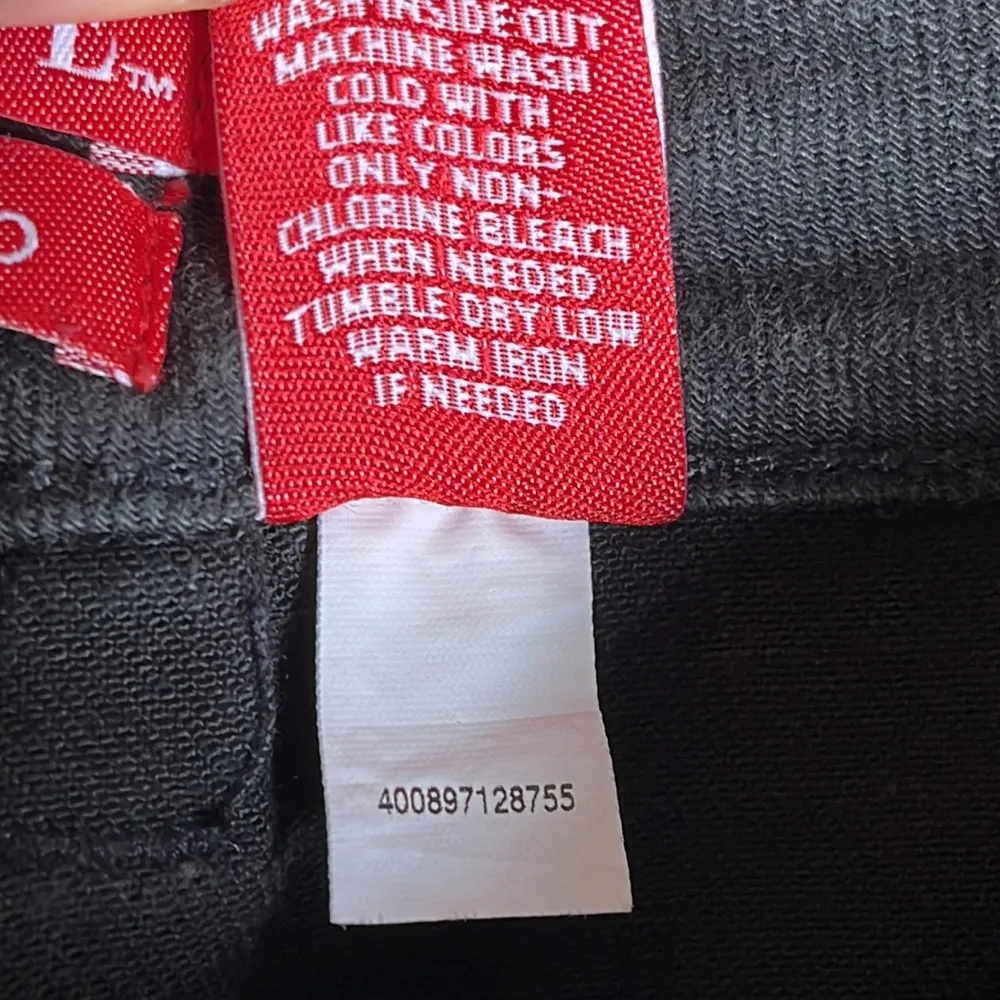 L™
WASH INSIDE OUT
MACHINE WASH
COLD WITH
LIKE COLORS
ONLY NON-
CHLORINE BLEACH
WHEN NEEDED
TUMBLE DRY LOW
WARM IRON
IF NEEDED
400897128755